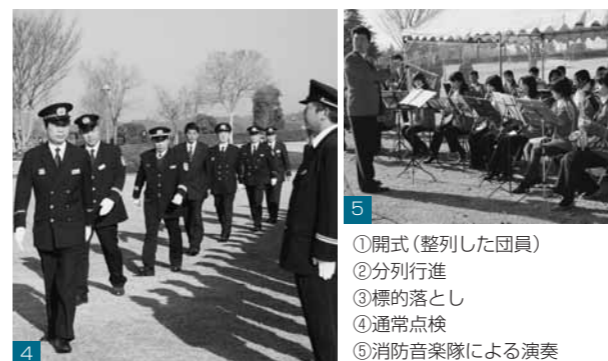 4
5
①開式(整列した団員)
②分列行進
③標的落とし
④通常点検
⑤消防音楽隊による演奏